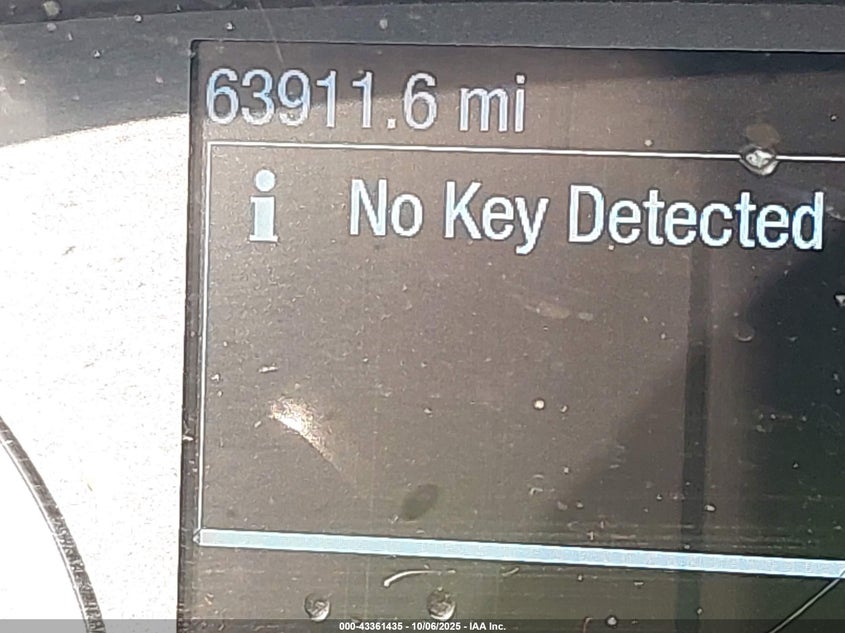 63911.6 mi
i No Key Detected
000-43361435 - 10/06/2025 - IAA Inc.